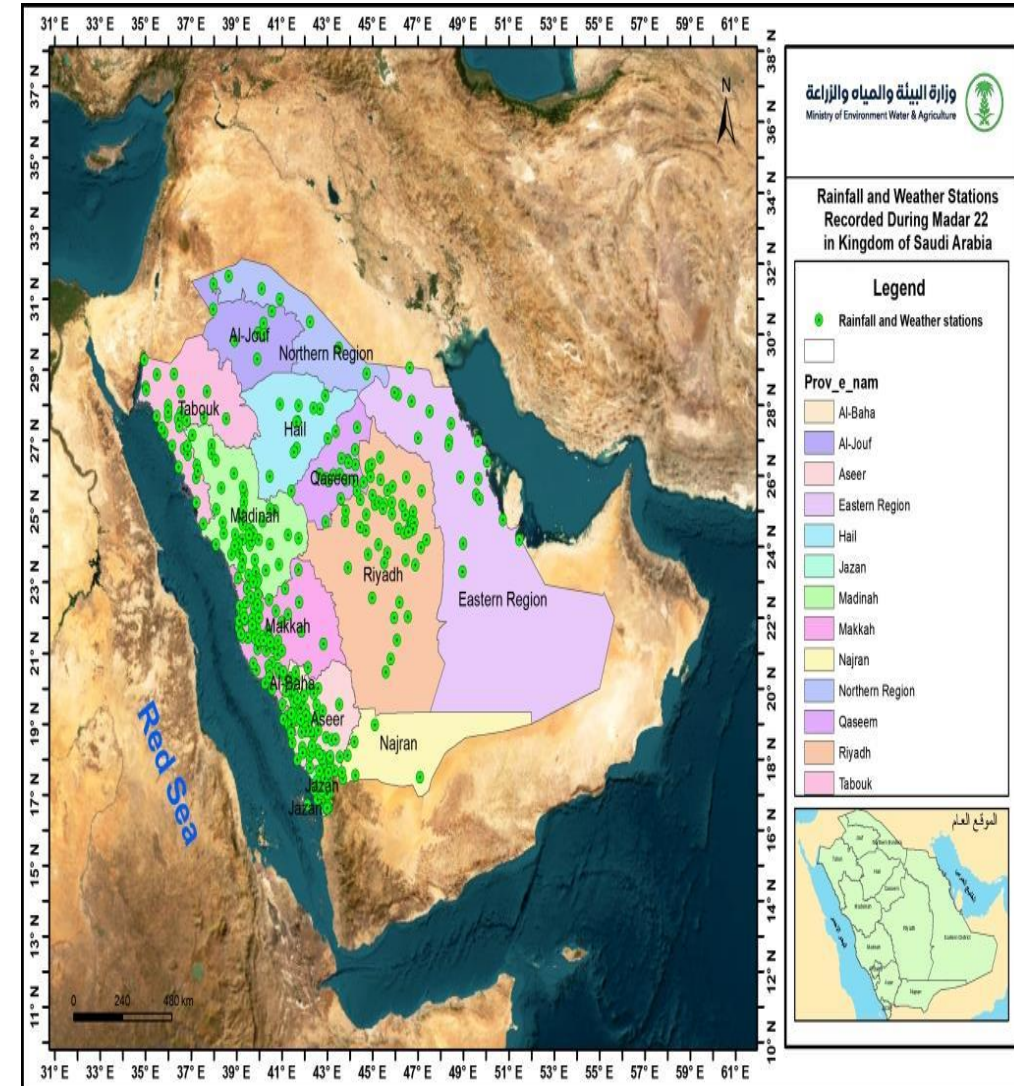 31° E 33° E 35° E 37° E 39° E 41° E 43° E 45° E 47° E 49° E 51° E 53° E 55° E 57° E 59° E 61° E
37° N
35° N
33° N
31° N
29° N
27° N
25° N
23° N
21° N
19° N
17° N
15° N
13° N
11° N
N
Al-Jouf
Northern Region
Tabouk
Hail
Qaseem
Madinah
Riyadh
Eastern Region
Makkah
Al-Baha
Aseer
Najran
Jazan
Jazan
Red Sea
0 240 480 km
38° N
36° N
34° N
32° N
30° N
28° N
26° N
24° N
22° N
20° N
18° N
16° N
14° N
12° N
10° N
31° E 33° E 35° E 37° E 39° E 41° E 43° E 45° E 47° E 49° E 51° E 53° E 55° E 57° E 59° E 61° E
وزارة البيئة والمياه والزراعة
Ministry of Environment Water & Agriculture
Rainfall and Weather Stations
Recorded During Madar 22
in Kingdom of Saudi Arabia
Legend
Rainfall and Weather stations
Prov_e_nam
Al-Baha
Al-Jouf
Aseer
Eastern Region
Hail
Jazan
Madinah
Makkah
Najran
Northern Region
Qaseem
Riyadh
Tabouk
الموقع العام
Jouf
Hail
Madinah
Riyadh
Makkah
Najran